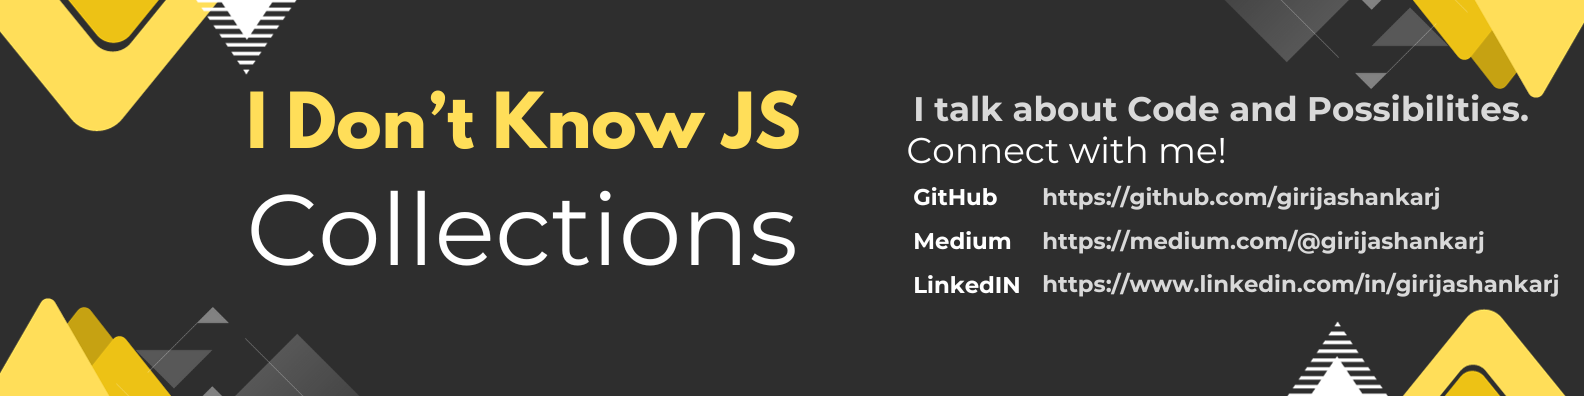 I Don’t Know JS
Collections
I talk about Code and Possibilities.
Connect with me!
GitHub https://github.com/girijashankarj
Medium https://medium.com/@girijashankarj
LinkedIN https://www.linkedin.com/in/girijashankarj